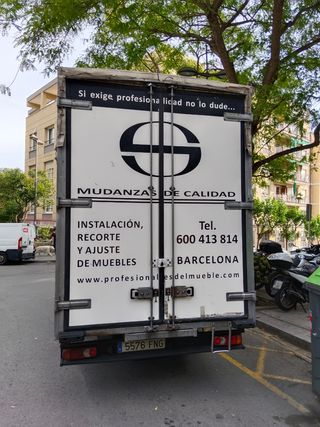 Si exige profesionalidad no lo dude...
MUDANZAS DE CALIDAD
INSTALACIÓN,
RECORTE
Y AJUSTE
DE MUEBLES
www.profesionalesdelmueble.com
Tel.
600 413 814
BARCELONA
5576 FNG